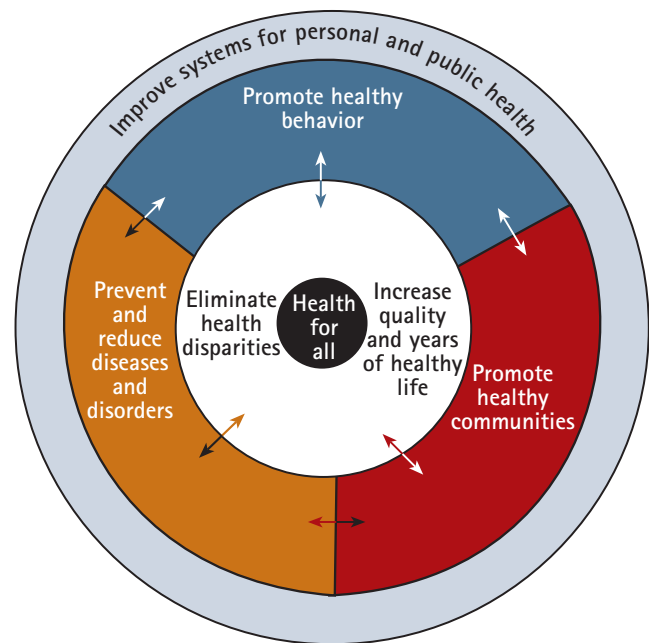 Improve systems for personal and public health
Promote healthy
behavior
Prevent
and
reduce
diseases
and
disorders
Eliminate
health
disparities
Health
for
all
Increase
quality
and years
of healthy
life
Promote
healthy
communities